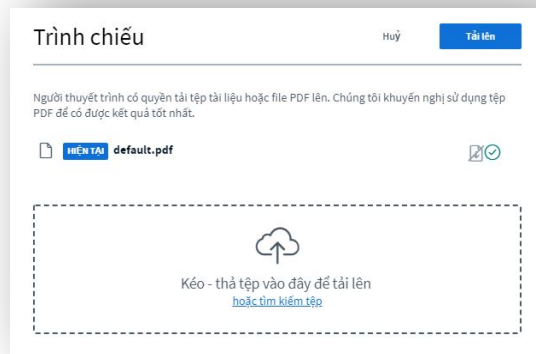 Trình chiếu
Huỷ
Tải lên
Người thuyết trình có quyền tải tệp tài liệu hoặc file PDF lên. Chúng tôi khuyến nghị sử dụng tệp
PDF để có được kết quả tốt nhất.
HIỆN TẠI default.pdf
Kéo - thả tệp vào đây để tải lên
hoặc tìm kiếm tệp